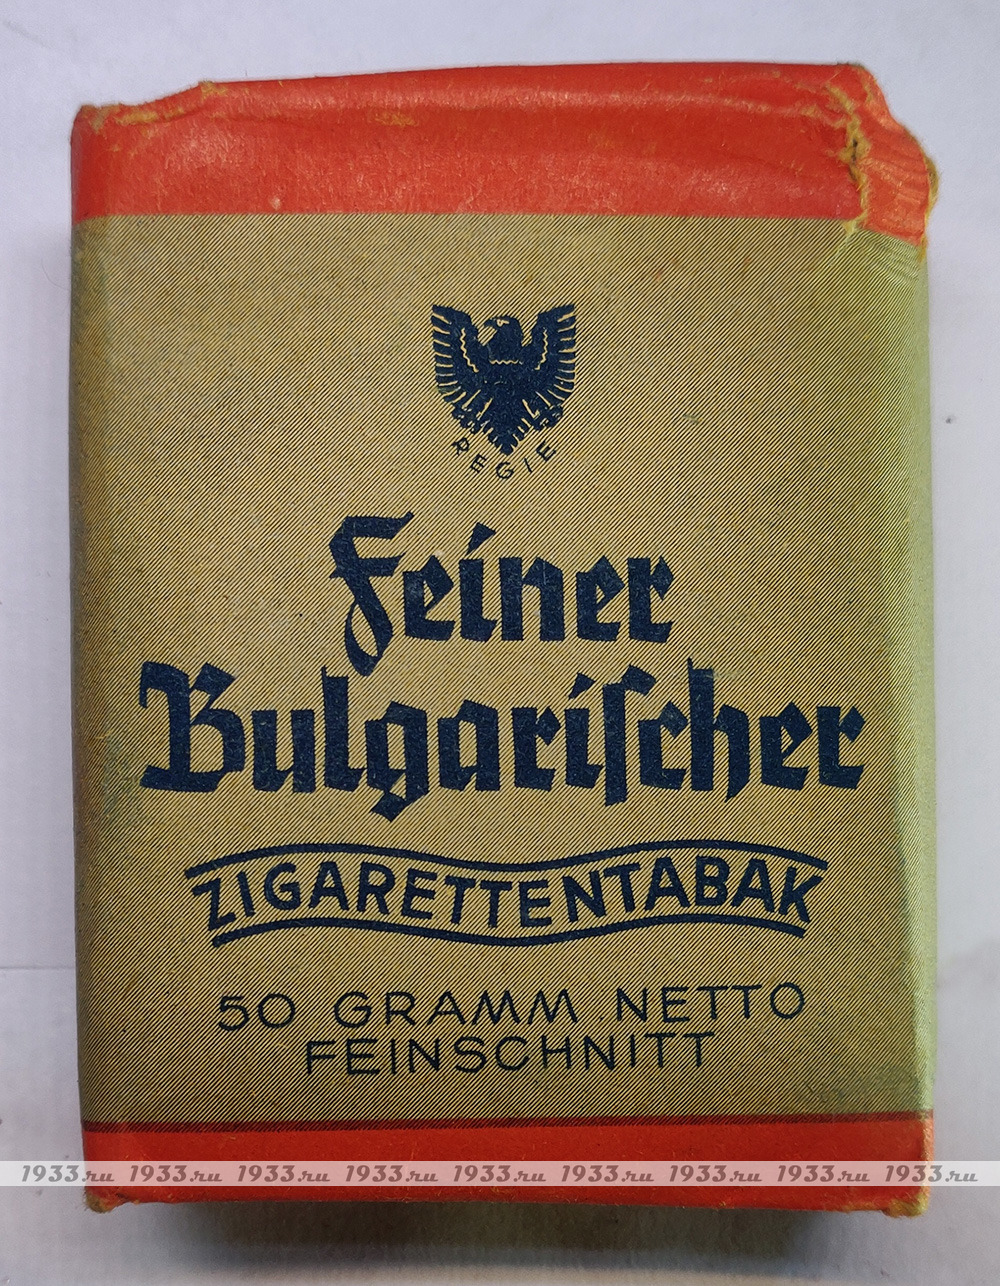 REGIE
Feiner
Bulgariſcher
ZIGARETTENTABAK
50 GRAMM NETTO
FEINSCHNITT
1933.ru 1933.ru 1933.ru 1933.ru 1933.ru 1933.ru 1933.ru 1933.ru 1933.ru